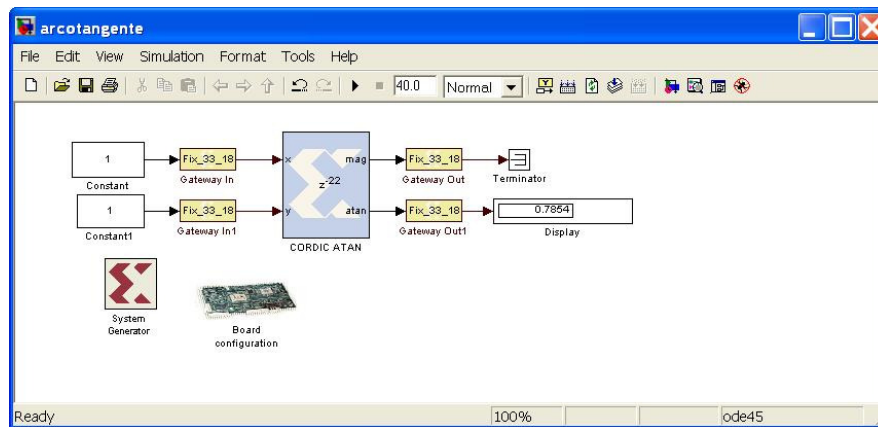 arcotangente
File Edit View Simulation Format Tools Help
40.0 Normal
1 Fix_33_18 x mag Fix_33_18
Constant Gateway In z-22 Gateway Out Terminator
1 Fix_33_18 y atan Fix_33_18 0.7854
Constant1 Gateway In1 Gateway Out1 Display
CORDIC ATAN
System
Generator
Board
configuration
Ready 100% ode45